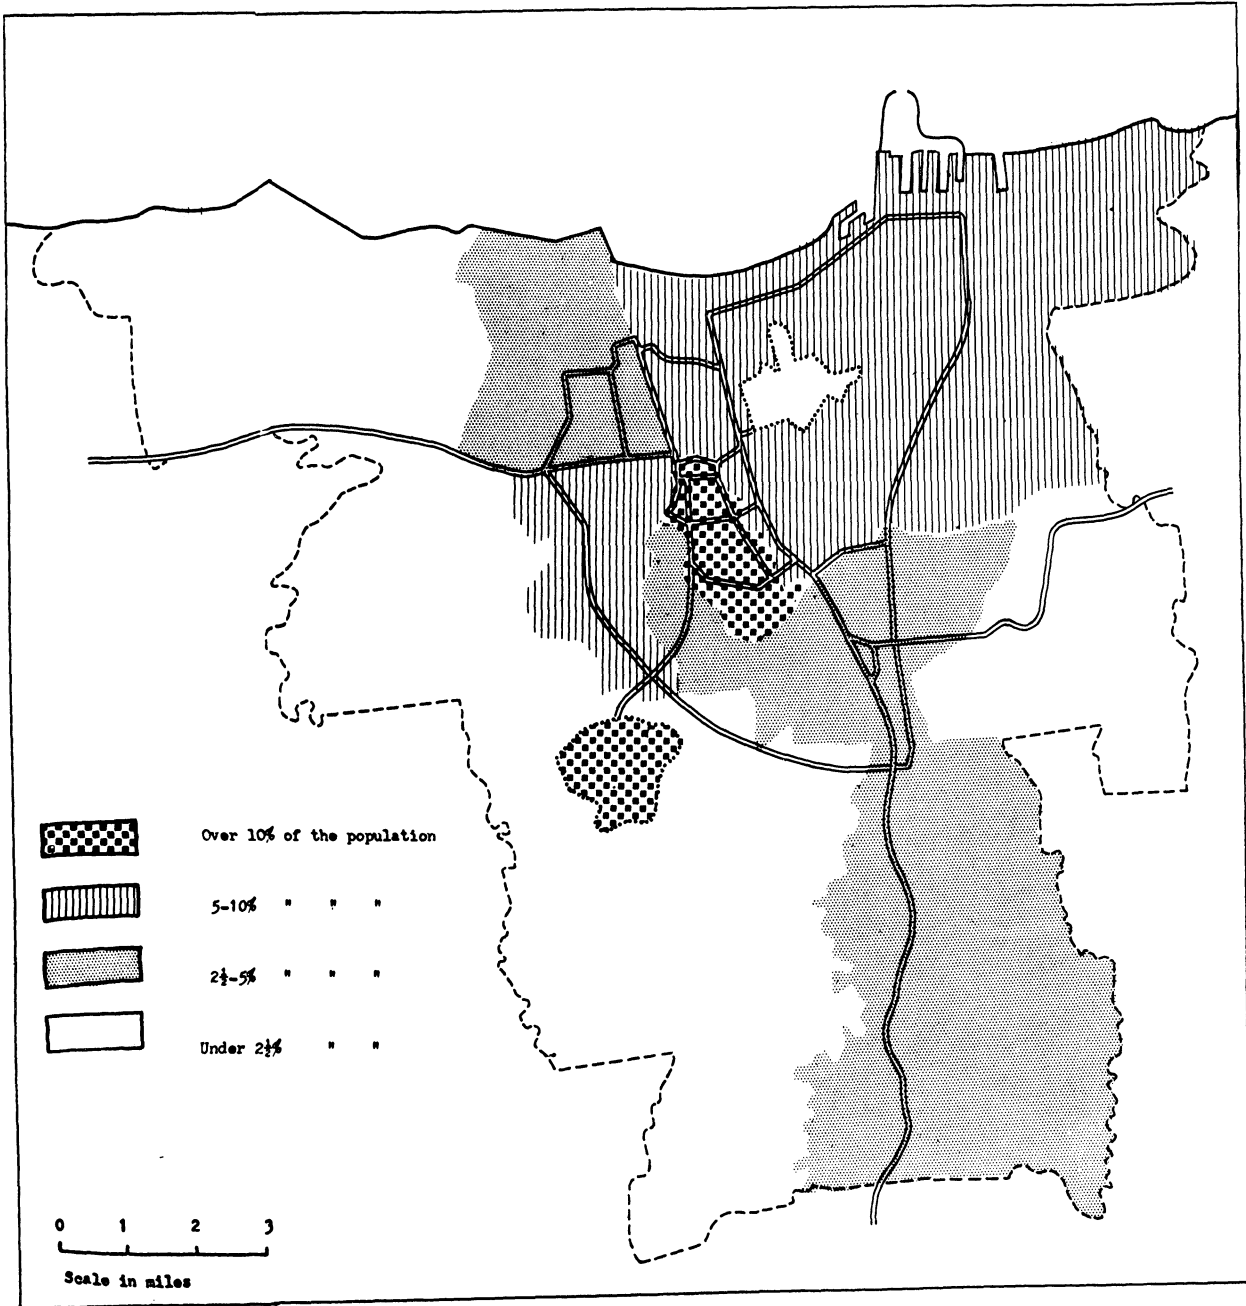 Over 10% of the population
5-10% " " "
2½-5% " " "
Under 2½% " "
0 1 2 3
Scale in miles